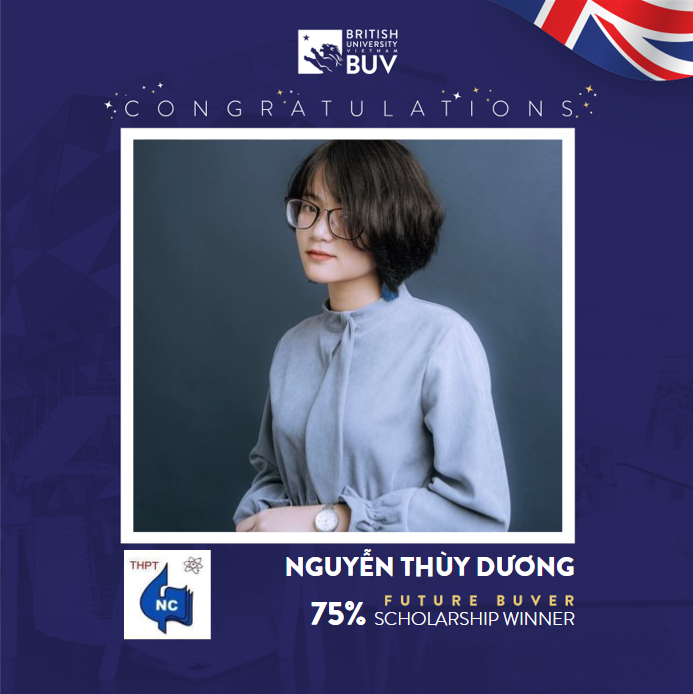 BRITISH
UNIVERSITY
VIETNAM
BUV
CONGRATULATIONS
THPT
NC
NGUYỄN THÙY DƯƠNG
FUTURE BUVER
75% SCHOLARSHIP WINNER